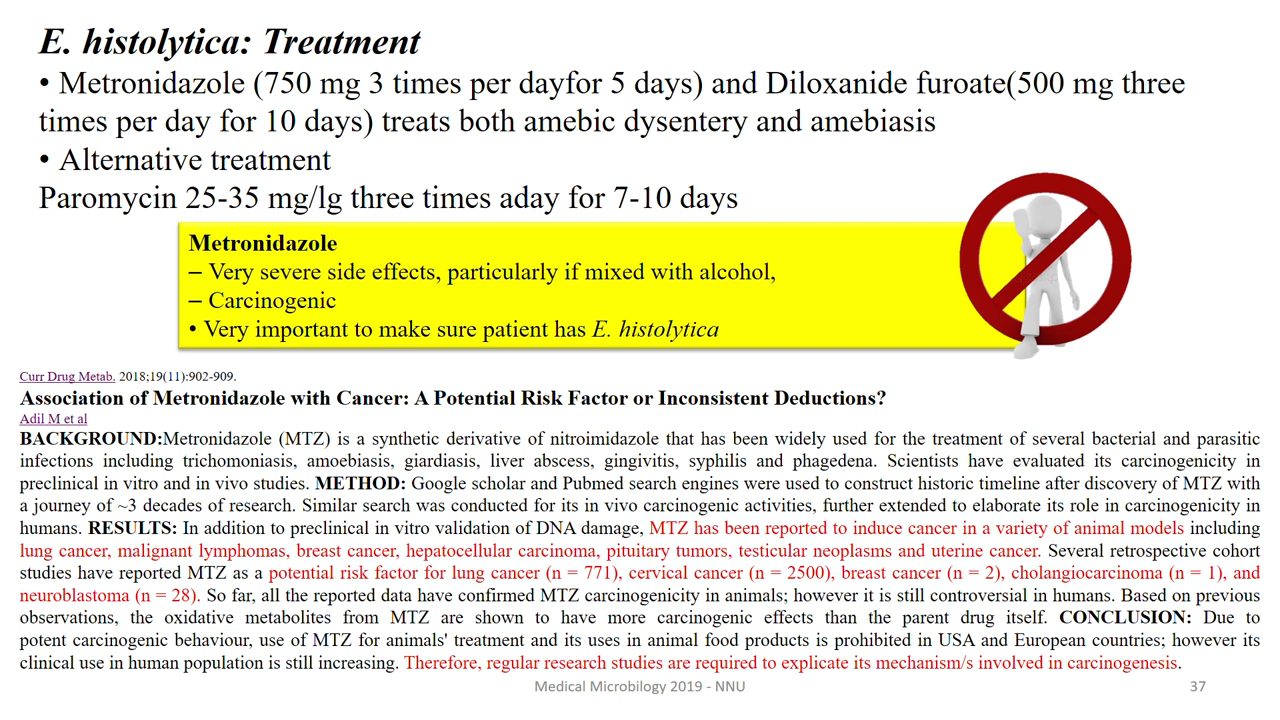 E. histolytica: Treatment
• Metronidazole (750 mg 3 times per dayfor 5 days) and Diloxanide furoate(500 mg three
times per day for 10 days) treats both amebic dysentery and amebiasis
• Alternative treatment
Paromycin 25-35 mg/lg three times aday for 7-10 days
Metronidazole
– Very severe side effects, particularly if mixed with alcohol,
– Carcinogenic
• Very important to make sure patient has E. histolytica
Curr Drug Metab. 2018;19(11):902-909.
Association of Metronidazole with Cancer: A Potential Risk Factor or Inconsistent Deductions?
Adil M et al
BACKGROUND:Metronidazole (MTZ) is a synthetic derivative of nitroimidazole that has been widely used for the treatment of several bacterial and parasitic
infections including trichomoniasis, amoebiasis, giardiasis, liver abscess, gingivitis, syphilis and phagedena. Scientists have evaluated its carcinogenicity in
preclinical in vitro and in vivo studies. METHOD: Google scholar and Pubmed search engines were used to construct historic timeline after discovery of MTZ with
a journey of ~3 decades of research. Similar search was conducted for its in vivo carcinogenic activities, further extended to elaborate its role in carcinogenicity in
humans. RESULTS: In addition to preclinical in vitro validation of DNA damage, MTZ has been reported to induce cancer in a variety of animal models including
lung cancer, malignant lymphomas, breast cancer, hepatocellular carcinoma, pituitary tumors, testicular neoplasms and uterine cancer. Several retrospective cohort
studies have reported MTZ as a potential risk factor for lung cancer (n = 771), cervical cancer (n = 2500), breast cancer (n = 2), cholangiocarcinoma (n = 1), and
neuroblastoma (n = 28). So far, all the reported data have confirmed MTZ carcinogenicity in animals; however it is still controversial in humans. Based on previous
observations, the oxidative metabolites from MTZ are shown to have more carcinogenic effects than the parent drug itself. CONCLUSION: Due to
potent carcinogenic behaviour, use of MTZ for animals' treatment and its uses in animal food products is prohibited in USA and European countries; however its
clinical use in human population is still increasing. Therefore, regular research studies are required to explicate its mechanism/s involved in carcinogenesis.
Medical Microbilogy 2019 - NNU
37